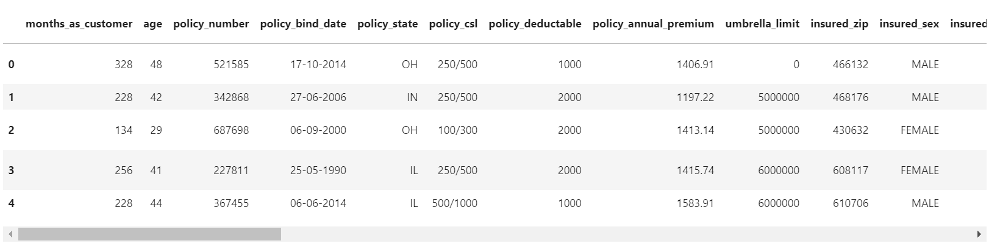 months_as_customer age policy_number policy_bind_date policy_state policy_csl policy_deductable policy_annual_premium umbrella_limit insured_zip insured_sex insured
0 328 48 521585 17-10-2014 OH 250/500 1000 1406.91 0 466132 MALE
1 228 42 342868 27-06-2006 IN 250/500 2000 1197.22 5000000 468176 MALE
2 134 29 687698 06-09-2000 OH 100/300 2000 1413.14 5000000 430632 FEMALE
3 256 41 227811 25-05-1990 IL 250/500 2000 1415.74 6000000 608117 FEMALE
4 228 44 367455 06-06-2014 IL 500/1000 1000 1583.91 6000000 610706 MALE